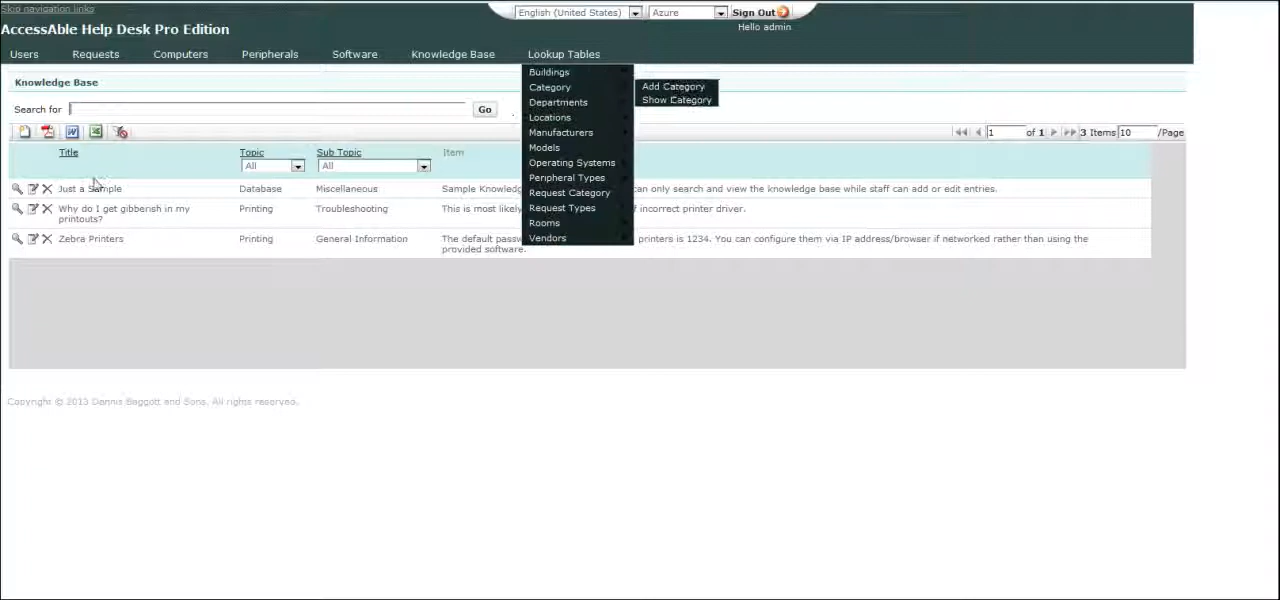 Skip navigation links
English (United States) Azure Sign Out
AccessAble Help Desk Pro Edition
Hello admin
Users Requests Computers Peripherals Software Knowledge Base Lookup Tables
Knowledge Base
Search for Go
Buildings
Category
Departments
Locations
Manufacturers
Models
Operating Systems
Peripheral Types
Request Category
Request Types
Rooms
Vendors
Add Category
Show Category
1 of 1 3 Items 10 /Page
Title Topic Sub Topic Item
All All
Just a Sample Database Miscellaneous Sample can only search and view the knowledge base while staff can add or edit entries.
Why do I get gibberish in my Printing Troubleshooting This is most likely f incorrect printer driver.
printouts?
Zebra Printers Printing General Information The default printers is 1234. You can configure them via IP address/browser if networked rather than using the
provided software.
Copyright © 2013 Dennis Baggott and Sons. All rights reserved.